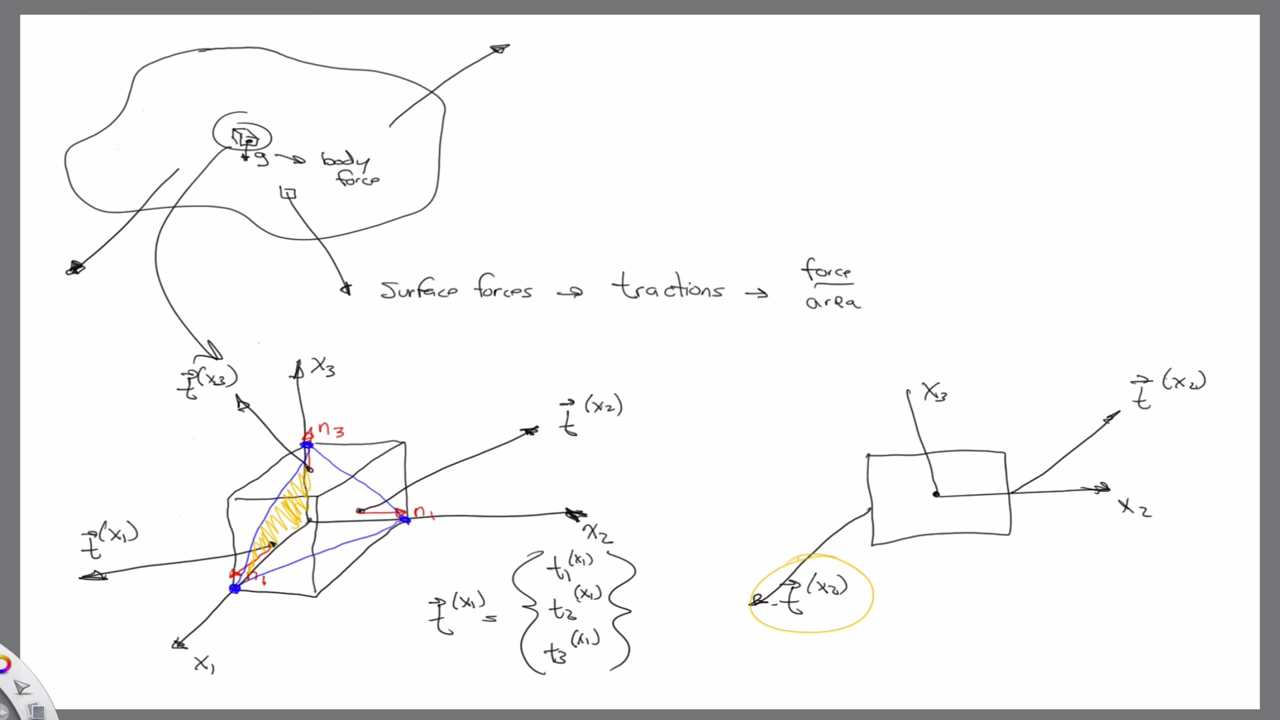 g → body
force
Surface forces → tractions → force
area
t⃗(x3)
x3
n3
t⃗(x2)
n1
x2
t⃗(x1)
n1
x1
t⃗(x1) =
t1(x1)
t2(x1)
t3(x1)
x3
t⃗(x2)
x2
-t⃗(x2)